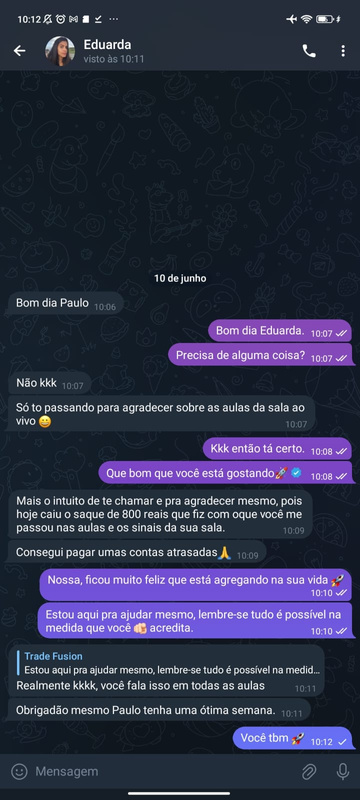 10:12
Eduarda
visto às 10:11
10 de junho
Bom dia Paulo 10:06
Bom dia Eduarda. 10:07
Precisa de alguma coisa? 10:07
Não kkk 10:07
Só to passando para agradecer sobre as aulas da sala ao
vivo 😄 10:07
Kkk então tá certo. 10:08
Que bom que você está gostando🚀 10:08
Mais o intuito de te chamar e pra agradecer mesmo, pois
hoje caiu o saque de 800 reais que fiz com oque você me
passou nas aulas e os sinais da sua sala. 10:09
Consegui pagar umas contas atrasadas🙏 10:09
Nossa, ficou muito feliz que está agregando na sua vida 🚀
10:10
Estou aqui pra ajudar mesmo, lembre-se tudo é possível na
medida que você 🫵 acredita. 10:10
Trade Fusion
Estou aqui pra ajudar mesmo, lembre-se tudo é possível na medid...
Realmente kkkk, você fala isso em todas as aulas 10:11
Obrigadão mesmo Paulo tenha uma ótima semana. 10:11
Você tbm 🚀 10:12
Mensagem